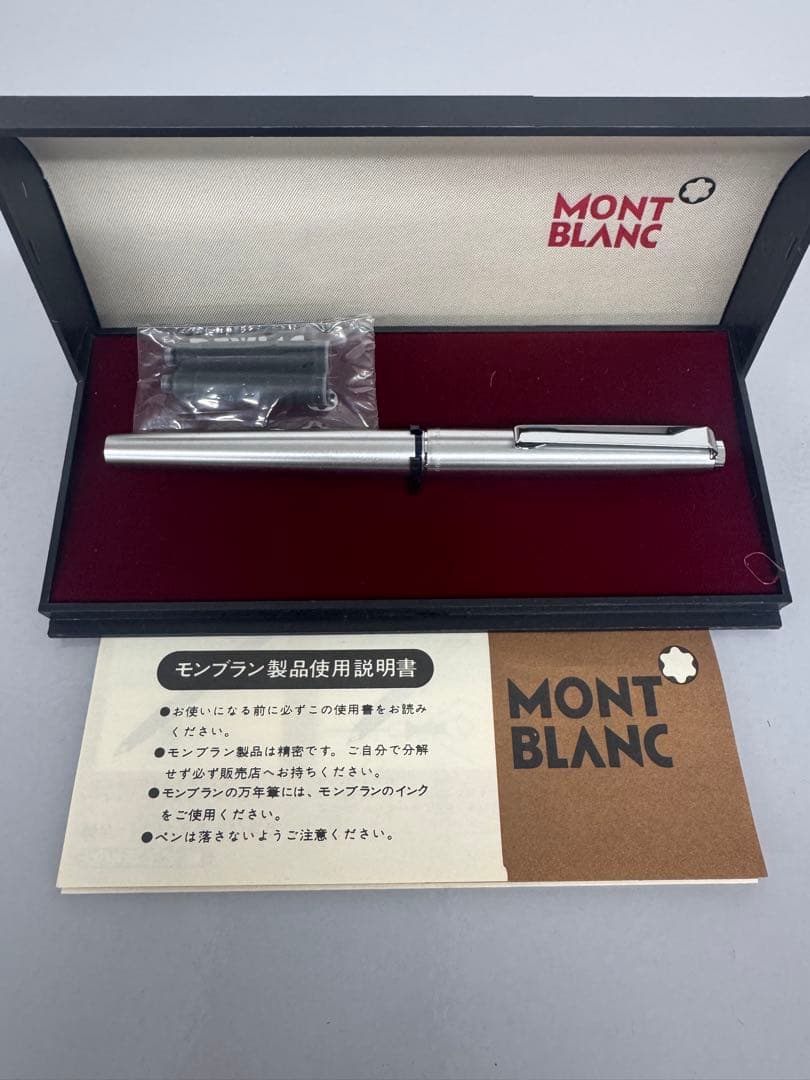 MONT
BLANC
モンブラン製品使用説明書
●お使いになる前に必ずこの使用書をお読み
ください。
●モンブラン製品は精密です。ご自分で分解
せず必ず販売店へお持ちください。
●モンブランの万年筆には、モンブランのインク
をご使用ください。
●ペンは落さないようご注意ください。
MONT
BLANC